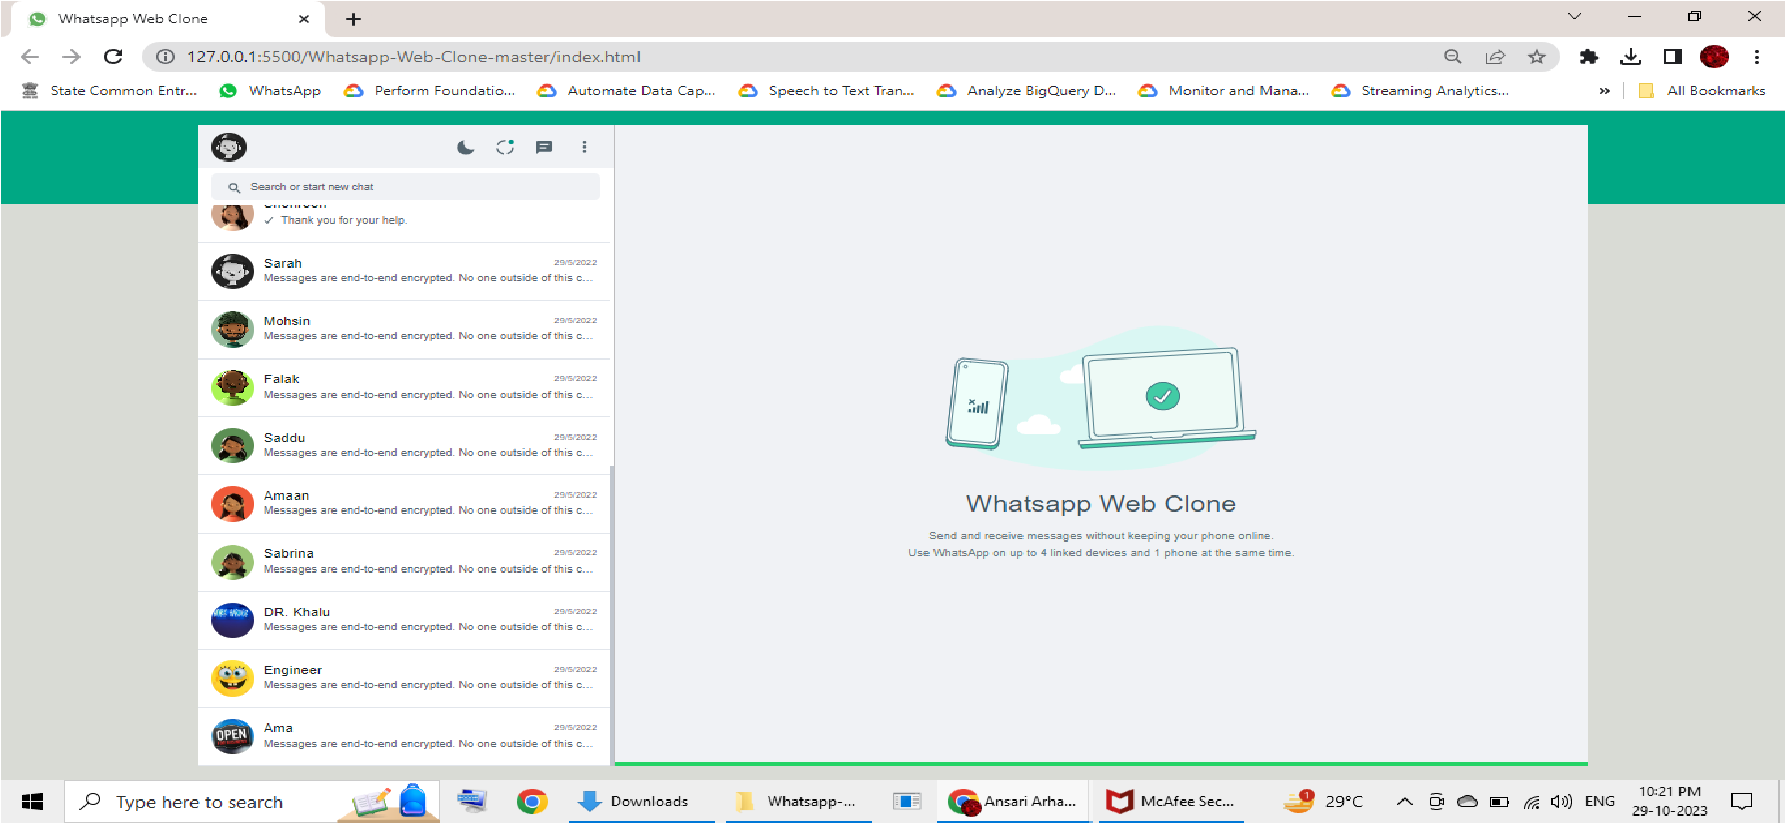 Whatsapp Web Clone
127.0.0.1:5500/Whatsapp-Web-Clone-master/index.html
State Common Entr...
WhatsApp
Perform Foundatio...
Automate Data Cap...
Speech to Text Tran...
Analyze BigQuery D...
Monitor and Mana...
Streaming Analytics...
All Bookmarks
Search or start new chat
Thank you for your help.
Sarah 29/5/2022
Messages are end-to-end encrypted. No one outside of this c...
Mohsin 29/5/2022
Messages are end-to-end encrypted. No one outside of this c...
Falak 29/5/2022
Messages are end-to-end encrypted. No one outside of this c...
Saddu 29/5/2022
Messages are end-to-end encrypted. No one outside of this c...
Amaan 29/5/2022
Messages are end-to-end encrypted. No one outside of this c...
Sabrina 29/5/2022
Messages are end-to-end encrypted. No one outside of this c...
DR. Khalu 29/5/2022
Messages are end-to-end encrypted. No one outside of this c...
Engineer 29/5/2022
Messages are end-to-end encrypted. No one outside of this c...
OPEN
Ama 29/5/2022
Messages are end-to-end encrypted. No one outside of this c...
Whatsapp Web Clone
Send and receive messages without keeping your phone online.
Use WhatsApp on up to 4 linked devices and 1 phone at the same time.
Type here to search
Downloads
Whatsapp-...
Ansari Arha...
McAfee Sec...
1
29°C
ENG
10:21 PM
29-10-2023